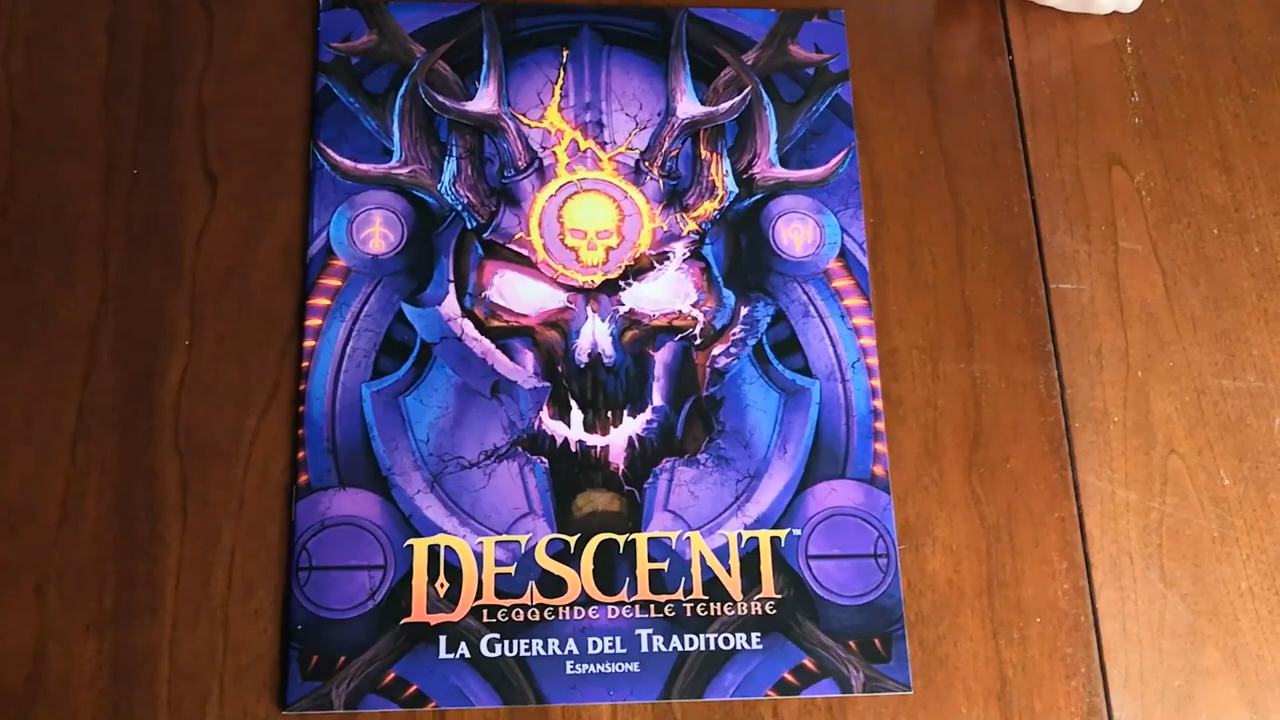 DESCENT™
LEGGENDE DELLE TENEBRE
LA GUERRA DEL TRADITORE
ESPANSIONE